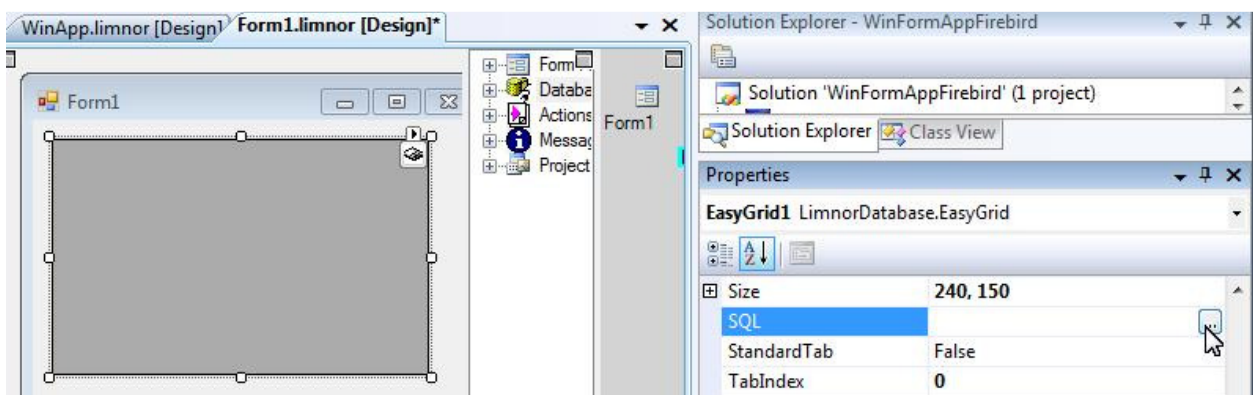 WinApp.limnor [Design] Form1.limnor [Design]*
Form1
Form
Databa
Actions
Messag
Project
Form1
Solution Explorer - WinFormAppFirebird
Solution 'WinFormAppFirebird' (1 project)
Solution Explorer Class View
Properties
EasyGrid1 LimnorDatabase.EasyGrid
Size 240, 150
SQL ...
StandardTab False
TabIndex 0